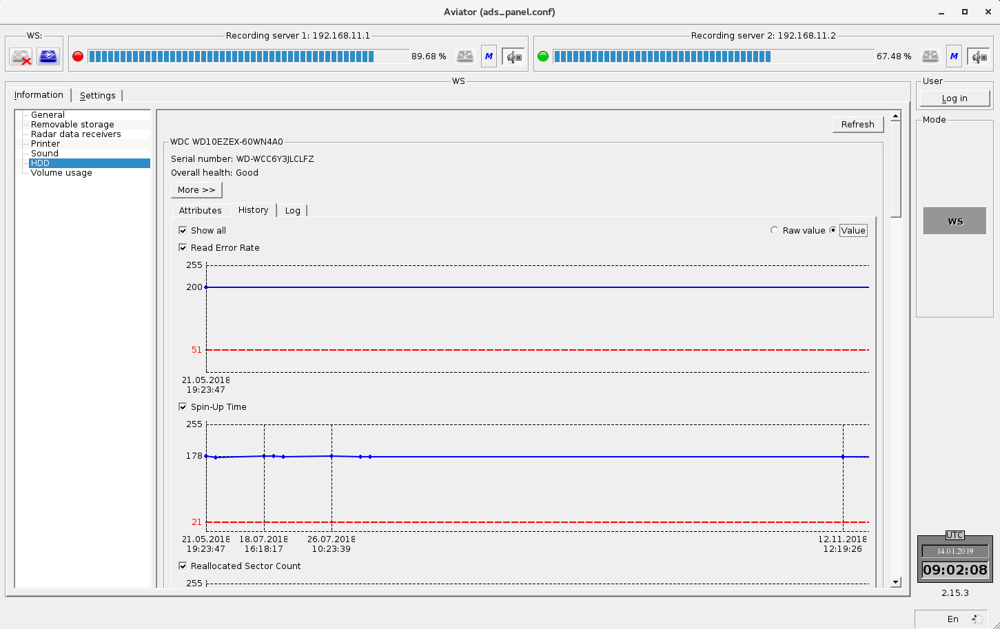 Aviator (ads_panel.conf)
WS:
Recording server 1: 192.168.11.1
Recording server 2: 192.168.11.2
89.68 %
M
67.48 %
M
WS
Information
Settings
User
Log in
Mode
WS
General
Removable storage
Radar data receivers
Printer
Sound
HDD
Volume usage
Refresh
WDC WD10EZEX-60WN4A0
Serial number: WD-WCC6Y3JLCLFZ
Overall health: Good
More >>
Attributes
History
Log
Show all
Raw value
Value
Read Error Rate
255
200
51
21.05.2018
19:23:47
Spin-Up Time
255
178
21
21.05.2018 18.07.2018 26.07.2018 12.11.2018
19:23:47 16:18:17 10:23:39 12:19:26
Reallocated Sector Count
255
UTC
14.01.2019
09:02:08
2.15.3
En